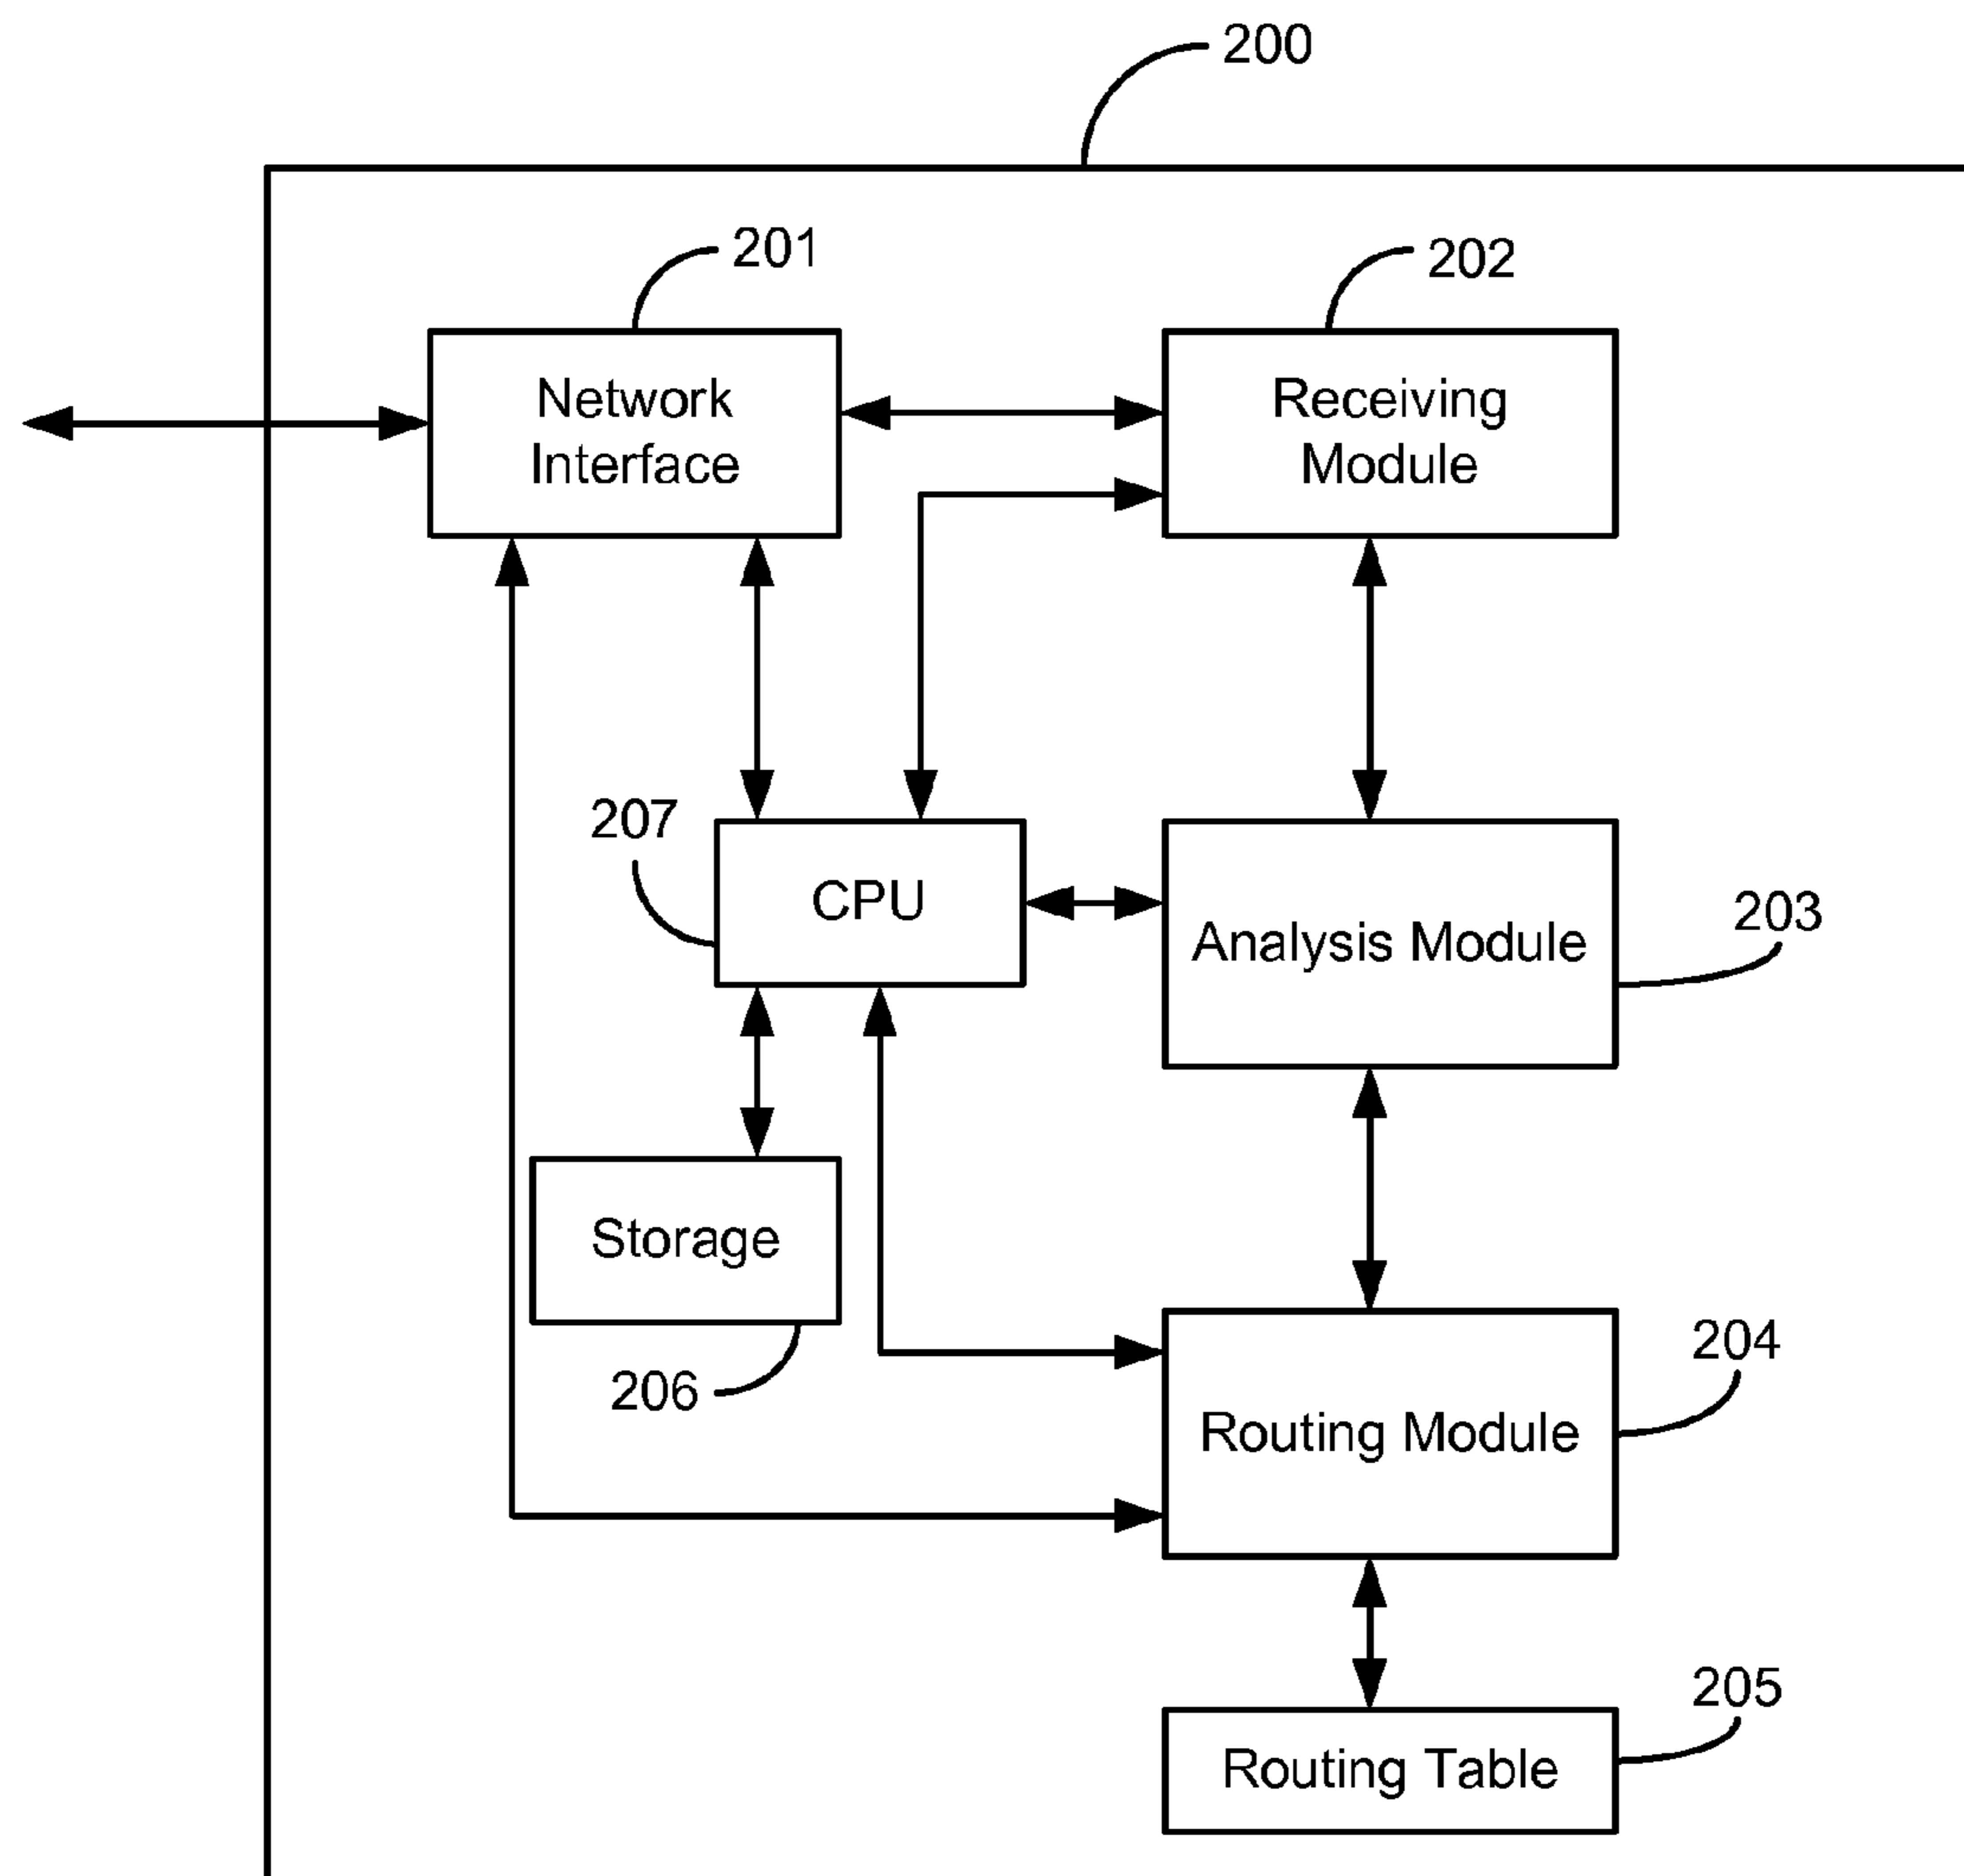 200
201
202
Network
Interface
Receiving
Module
207
CPU
203
Analysis Module
Storage
206
204
Routing Module
205
Routing Table